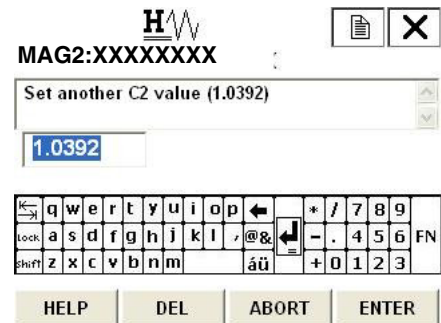 H
MAG2:XXXXXXXX
Set another C2 value (1.0392)
1.0392
q w e r t y u i o p * / 7 8 9
Lock a s d f g h j k l , @& - . 4 5 6 FN
Shift z x c v b n m áü + 0 1 2 3
HELP DEL ABORT ENTER